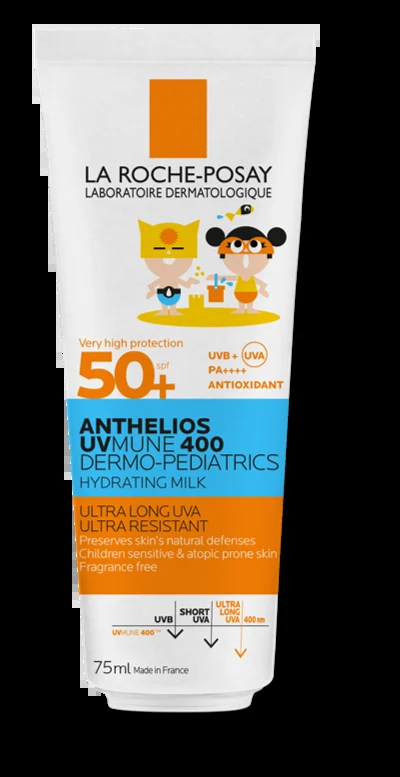 LA ROCHE-POSAY
LABORATOIRE DERMATOLOGIQUE
Very high protection
50+ spf
UVB + UVA
PA++++
ANTIOXIDANT
ANTHELIOS
UVMUNE 400
DERMO-PEDIATRICS
HYDRATING MILK
ULTRA LONG UVA
ULTRA RESISTANT
Preserves skin's natural defenses
Children sensitive & atopic prone skin
Fragrance free
UVB
SHORT
UVA
ULTRA
LONG
UVA
400 nm
UVMUNE 400™
75ml Made in France